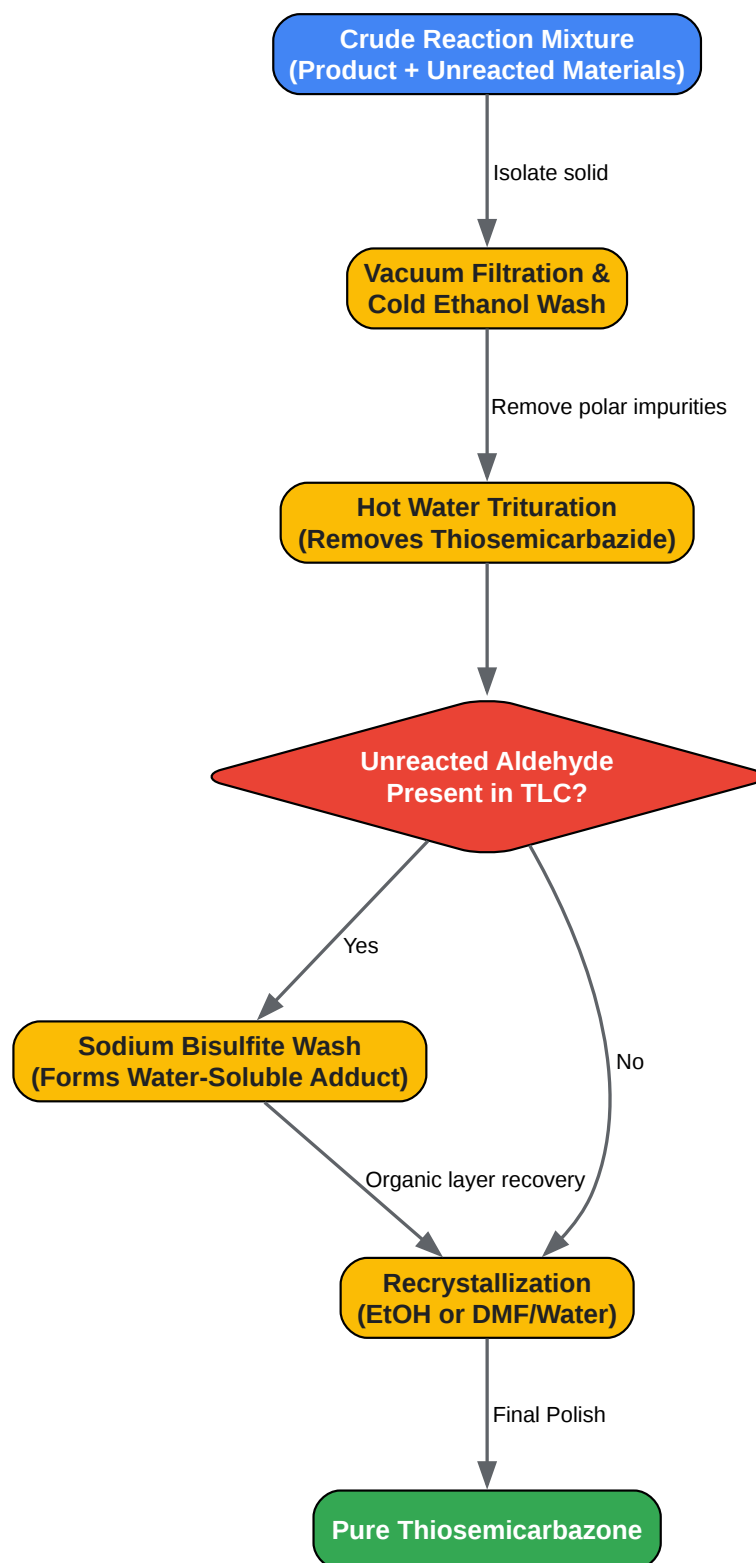 Crude Reaction Mixture
(Product + Unreacted Materials)
Isolate solid
Vacuum Filtration &
Cold Ethanol Wash
Remove polar impurities
Hot Water Trituration
(Removes Thiosemicarbazide)
Unreacted Aldehyde
Present in TLC?
Yes
Sodium Bisulfite Wash
(Forms Water-Soluble Adduct)
No
Organic layer recovery
Recrystallization
(EtOH or DMF/Water)
Final Polish
Pure Thiosemicarbazone